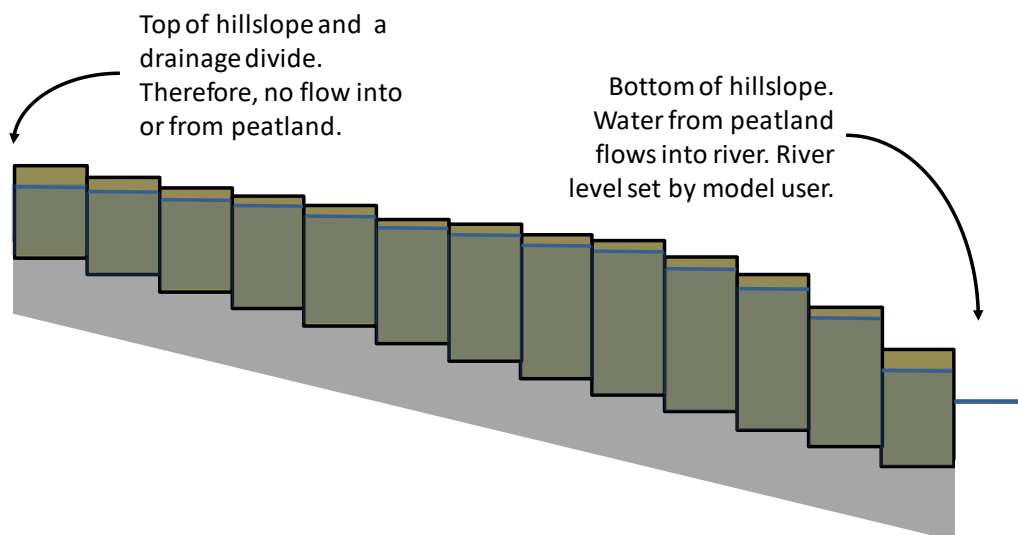 Top of hillslope and a
drainage divide.
Therefore, no flow into
or from peatland.
Bottom of hillslope.
Water from peatland
flows into river. River
level set by model user.